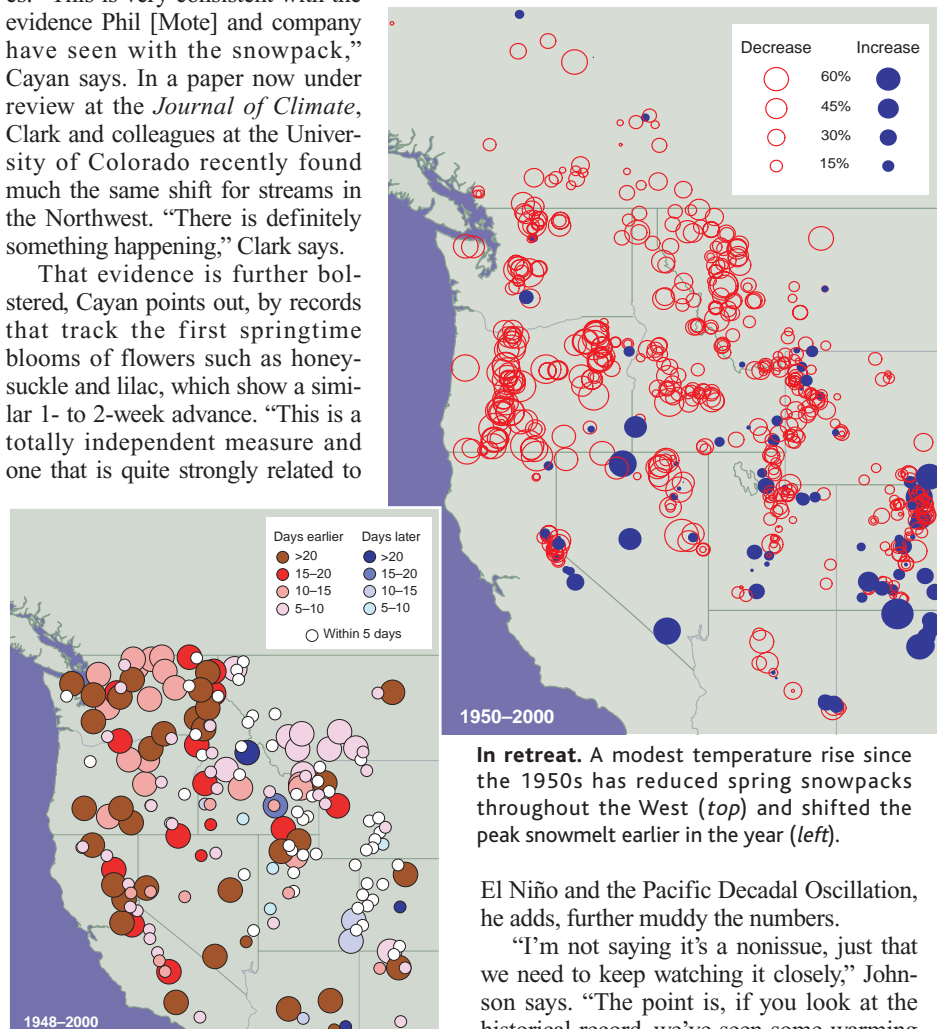 es. “This is very consistent with the
evidence Phil [Mote] and company
have seen with the snowpack,”
Cayan says. In a paper now under
review at the Journal of Climate,
Clark and colleagues at the Univer-
sity of Colorado recently found
much the same shift for streams in
the Northwest. “There is definitely
something happening,” Clark says.
That evidence is further bol-
stered, Cayan points out, by records
that track the first springtime
blooms of flowers such as honey-
suckle and lilac, which show a simi-
lar 1- to 2-week advance. “This is a
totally independent measure and
one that is quite strongly related to
Decrease Increase
60%
45%
30%
15%
1950–2000
Days earlier Days later
>20 >20
15–20 15–20
10–15 10–15
5–10 5–10
Within 5 days
1948–2000
In retreat. A modest temperature rise since
the 1950s has reduced spring snowpacks
throughout the West (top) and shifted the
peak snowmelt earlier in the year (left).
El Niño and the Pacific Decadal Oscillation,
he adds, further muddy the numbers.
“I’m not saying it’s a nonissue, just that
we need to keep watching it closely,” John-
son says. “The point is, if you look at the
historical record, we’ve seen some warming